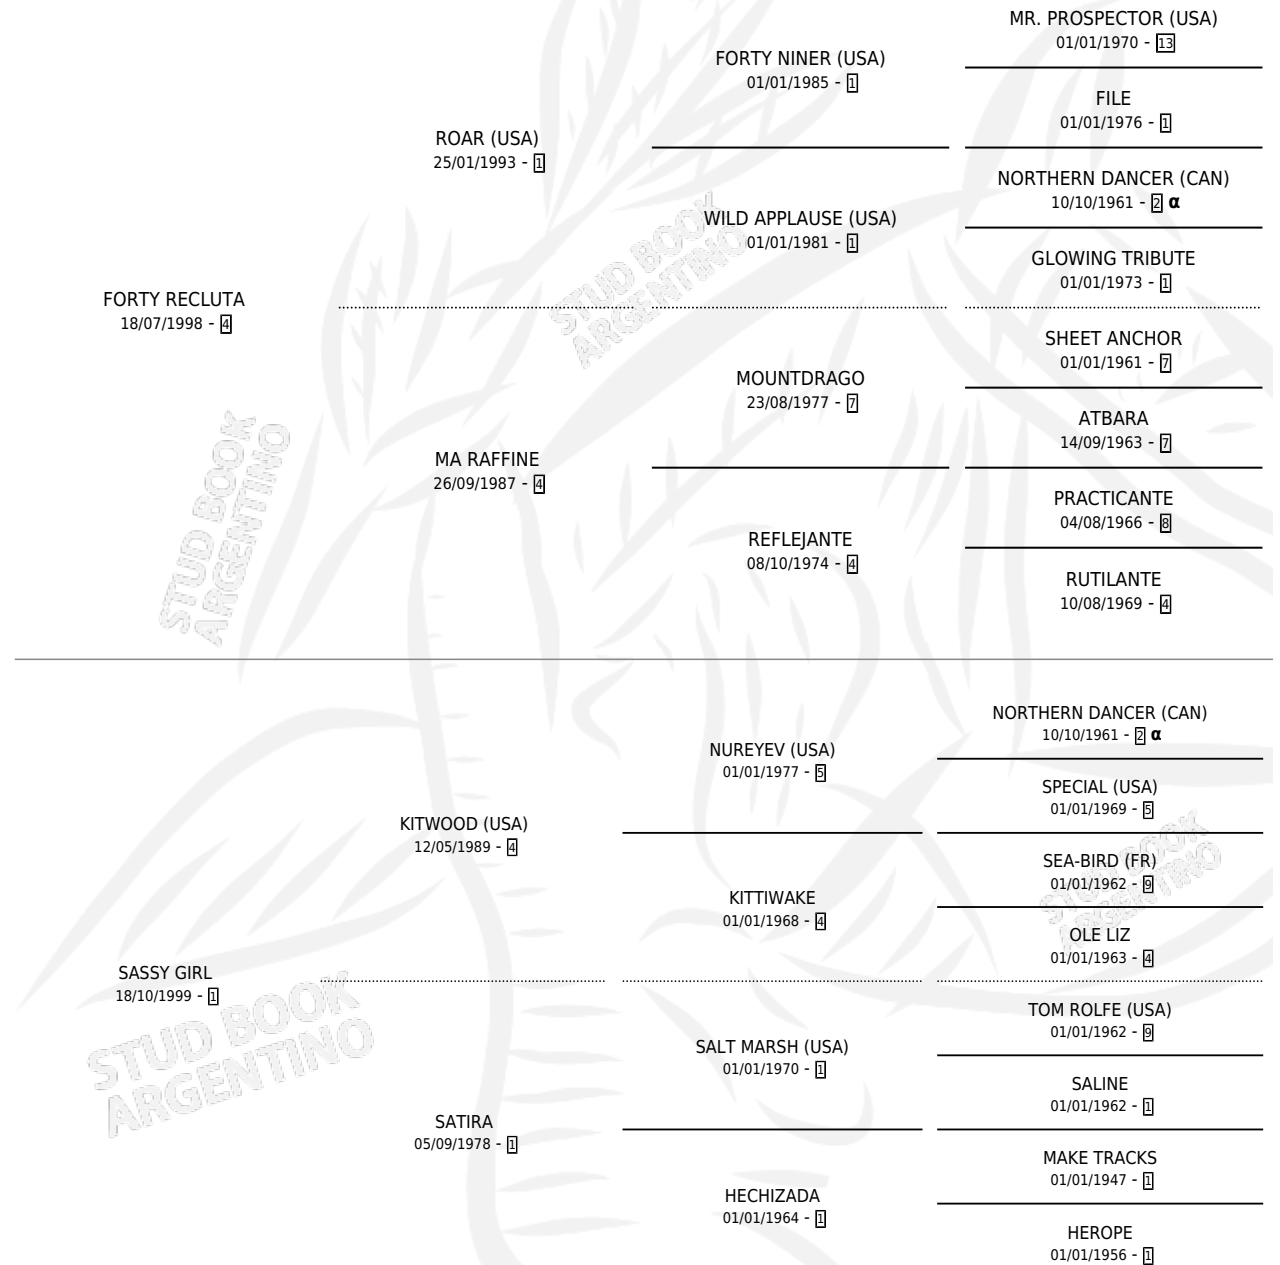 MR. PROSPECTOR (USA)
01/01/1970 - 13
FORTY NINER (USA)
01/01/1985 - 1
FILE
01/01/1976 - 1
ROAR (USA)
25/01/1993 - 1
NORTHERN DANCER (CAN)
10/10/1961 - 2 α
WILD APPLAUSE (USA)
01/01/1981 - 1
GLOWING TRIBUTE
01/01/1973 - 1
FORTY RECLUTA
18/07/1998 - 4
SHEET ANCHOR
01/01/1961 - 7
MOUNTDRAGO
23/08/1977 - 7
ATBARA
14/09/1963 - 7
MA RAFFINE
26/09/1987 - 4
PRACTICANTE
04/08/1966 - 8
REFLEJANTE
08/10/1974 - 4
RUTILANTE
10/08/1969 - 4
NORTHERN DANCER (CAN)
10/10/1961 - 2 α
NUREYEV (USA)
01/01/1977 - 5
SPECIAL (USA)
01/01/1969 - 5
KITWOOD (USA)
12/05/1989 - 4
SEA-BIRD (FR)
01/01/1962 - 9
KITTIWAKE
01/01/1968 - 4
OLE LIZ
01/01/1963 - 4
SASSY GIRL
18/10/1999 - 1
TOM ROLFE (USA)
01/01/1962 - 9
SALT MARSH (USA)
01/01/1970 - 1
SALINE
01/01/1962 - 1
SATIRA
05/09/1978 - 1
MAKE TRACKS
01/01/1947 - 1
HECHIZADA
01/01/1964 - 1
HEROPE
01/01/1956 - 1
STUD BOOK
ARGENTINO
STUD BOOK
ARGENTINO
STUD BOOK
ARGENTINO
STUD BOOK
ARGENTINO